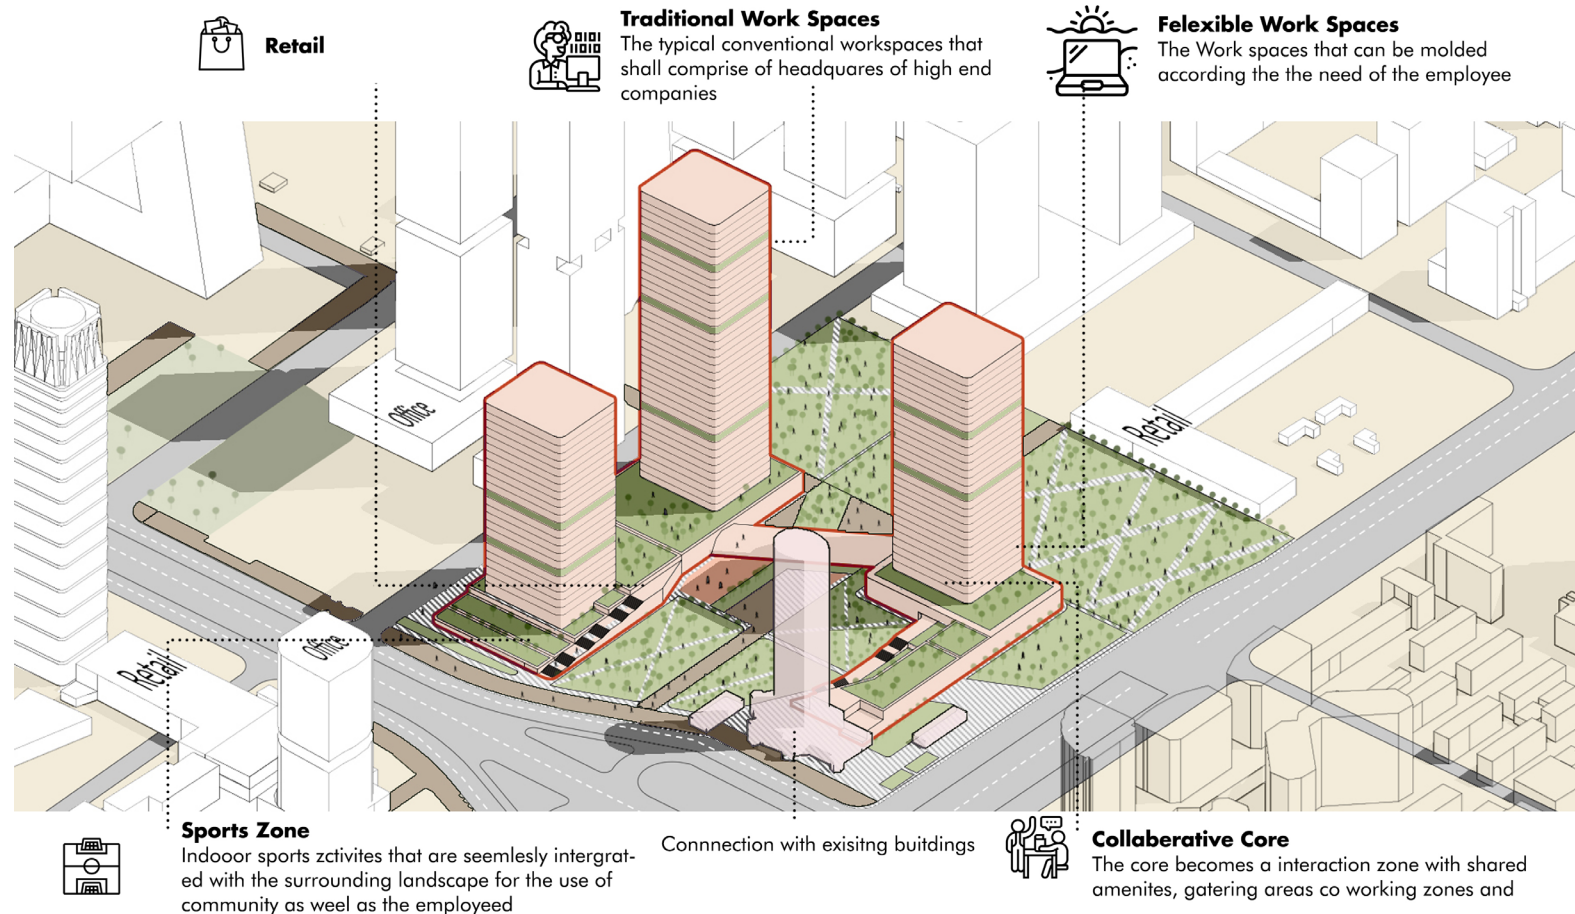 Retail
Traditional Work Spaces
The typical conventional workspaces that
shall comprise of headquares of high end
companies
Felexible Work Spaces
The Work spaces that can be molded
according the the need of the employee
Office
Retail
Office
Retail
Sports Zone
Indooor sports zctivites that are seemlesly intergrat-
ed with the surrounding landscape for the use of
community as weel as the employeed
Connnection with exisitng buitdings
Collaberative Core
The core becomes a interaction zone with shared
amenites, gatering areas co working zones and